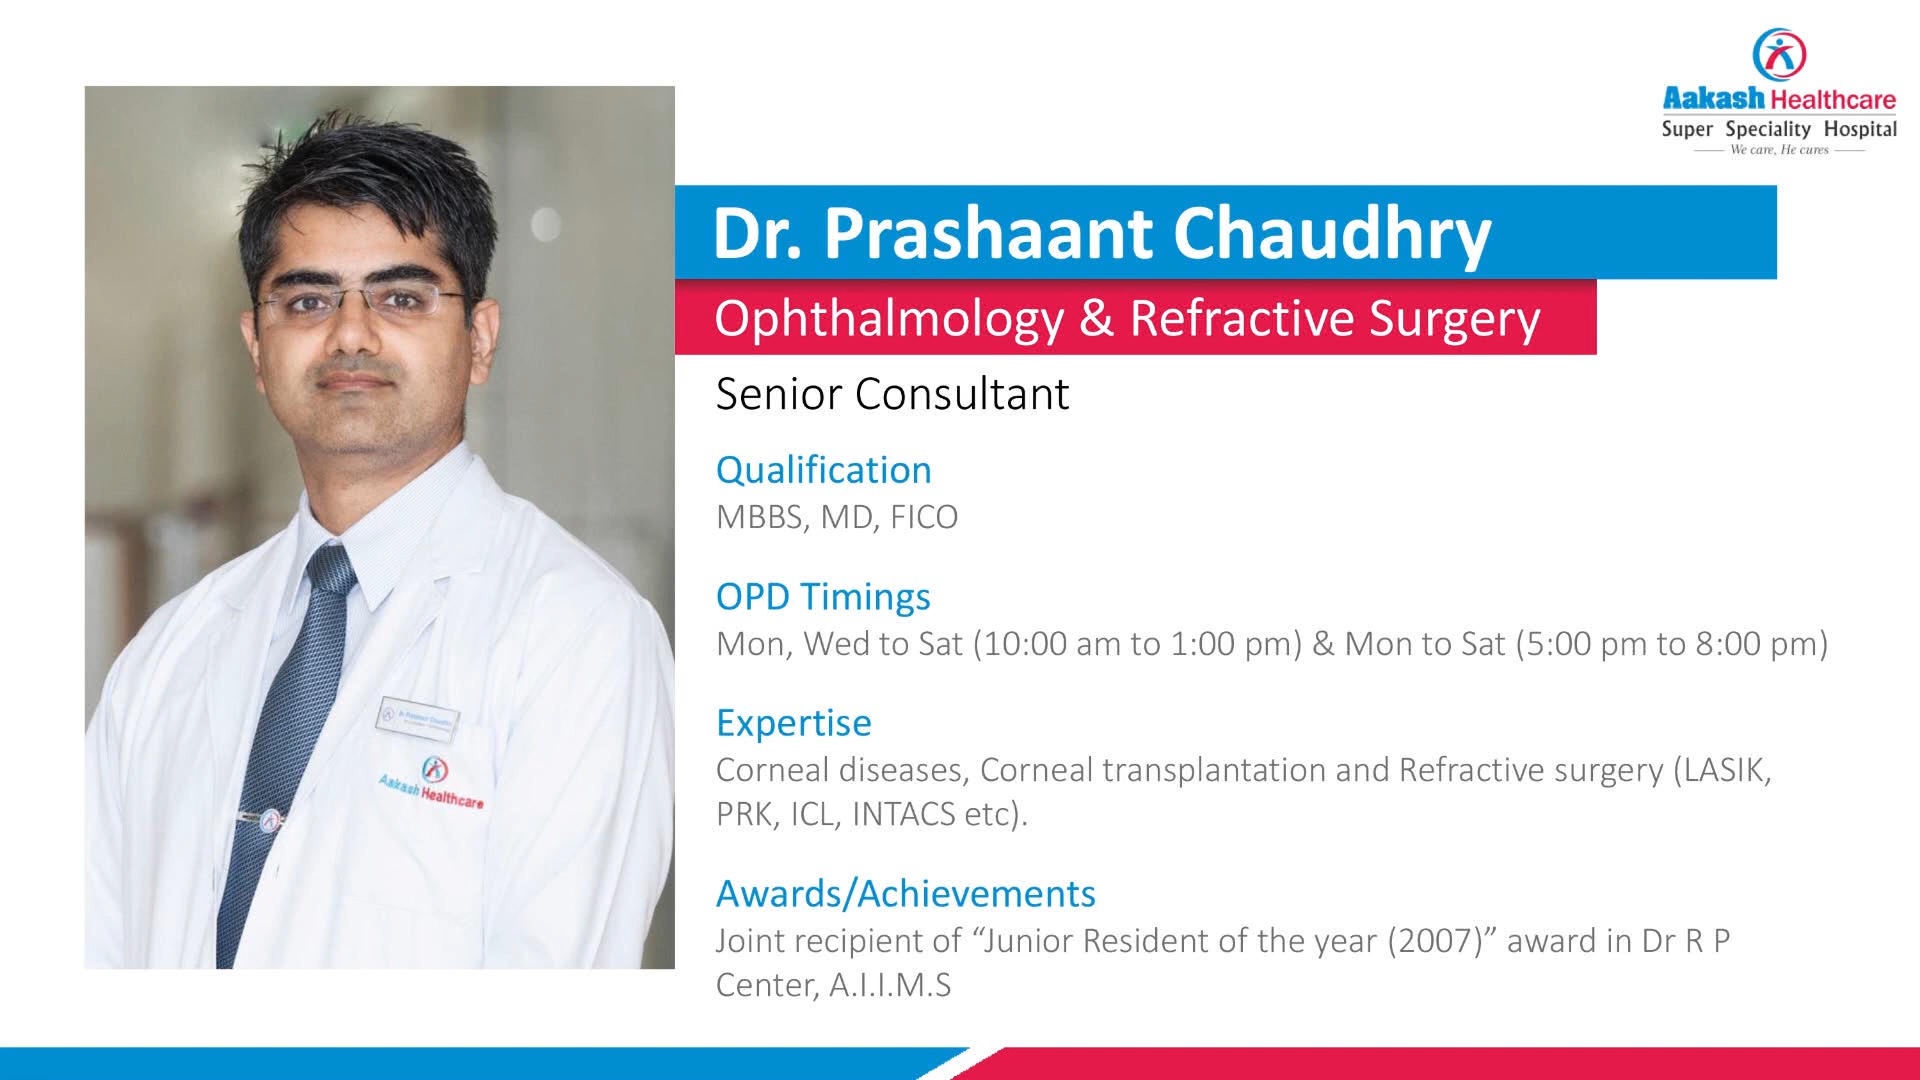 Aakash Healthcare
Super Speciality Hospital
We care, He cures
Dr. Prashaant Chaudhry
Ophthalmology & Refractive Surgery
Senior Consultant
Qualification
MBBS, MD, FICO
OPD Timings
Mon, Wed to Sat (10:00 am to 1:00 pm) & Mon to Sat (5:00 pm to 8:00 pm)
Expertise
Corneal diseases, Corneal transplantation and Refractive surgery (LASIK,
PRK, ICL, INTACS etc).
Awards/Achievements
Joint recipient of “Junior Resident of the year (2007)” award in Dr R P
Center, A.I.I.M.S
Dr. Prashaant Chaudhry
Aakash Healthcare